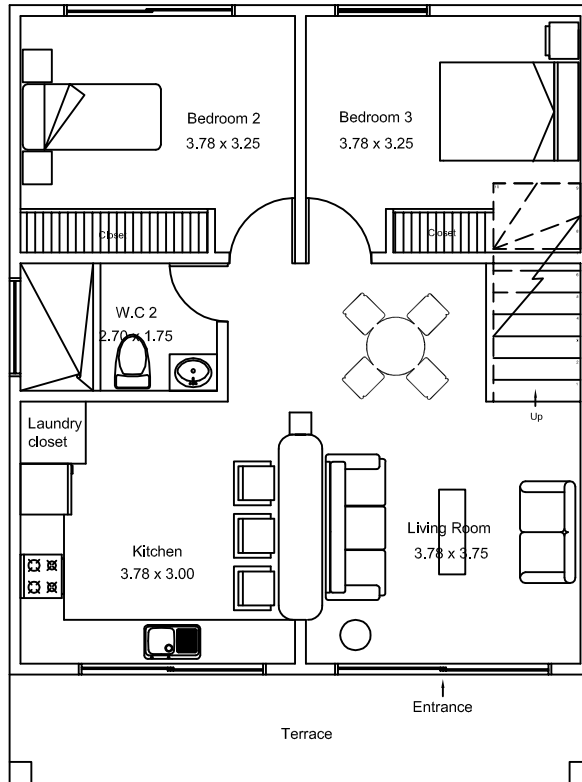 Bedroom 2
3.78 x 3.25
Bedroom 3
3.78 x 3.25
Closet
Closet
W.C 2
2.70 x 1.75
Up
Laundry
closet
Kitchen
3.78 x 3.00
Living Room
3.78 x 3.75
Entrance
Terrace